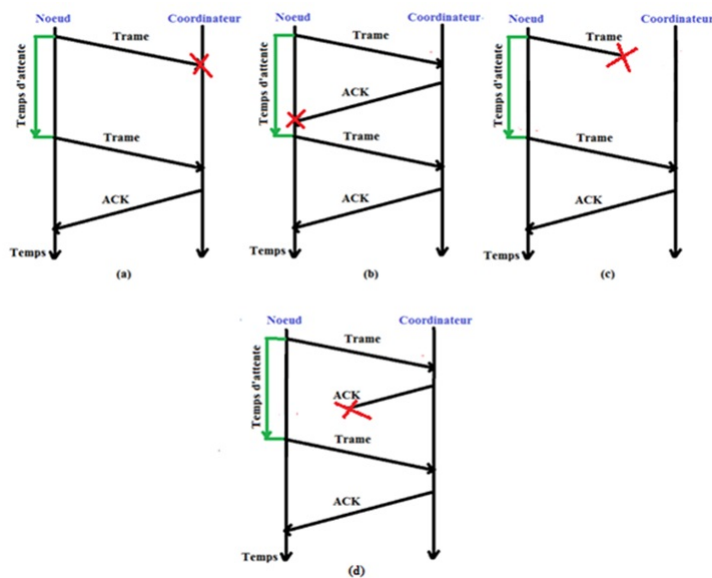 Noeud Coordinateur
Temps d'attente
Trame
Trame
ACK
Temps
(a)
Noeud Coordinateur
Temps d'attente
Trame
ACK
Trame
ACK
Temps
(b)
Noeud Coordinateur
Temps d'attente
Trame
Trame
ACK
Temps
(c)
Noeud Coordinateur
Temps d'attente
Trame
ACK
Trame
ACK
Temps
(d)